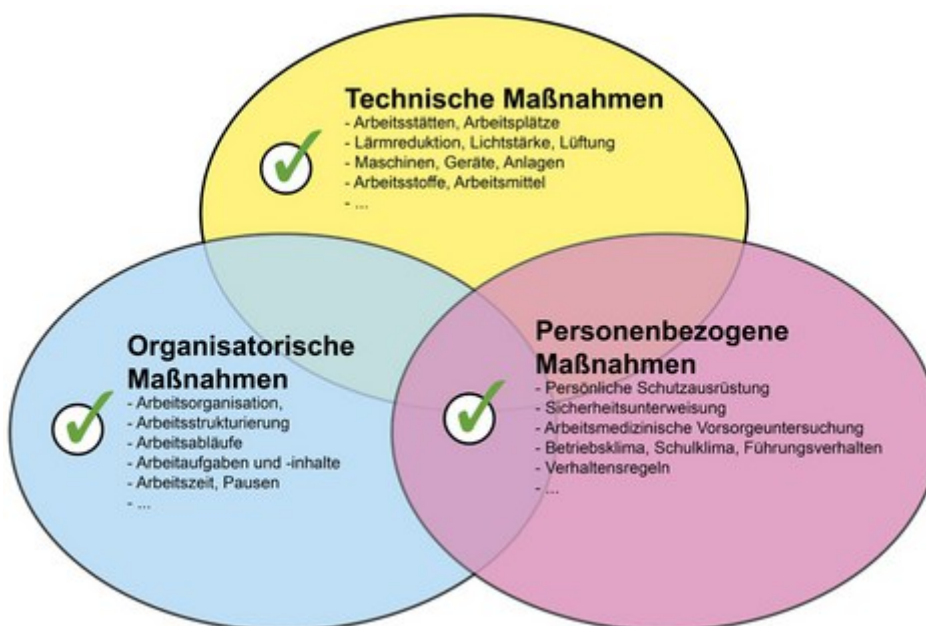 Technische Maßnahmen
- Arbeitsstätten, Arbeitsplätze
- Lärmreduktion, Lichtstärke, Lüftung
- Maschinen, Geräte, Anlagen
- Arbeitsstoffe, Arbeitsmittel
- ...
Organisatorische
Maßnahmen
- Arbeitsorganisation,
- Arbeitsstrukturierung
- Arbeitsabläufe
- Arbeitaufgaben und -inhalte
- Arbeitszeit, Pausen
- ...
Personenbezogene
Maßnahmen
- Persönliche Schutzausrüstung
- Sicherheitsunterweisung
- Arbeitsmedizinische Vorsorgeuntersuchung
- Betriebsklima, Schulklima, Führungsverhalten
- Verhaltensregeln
- ...